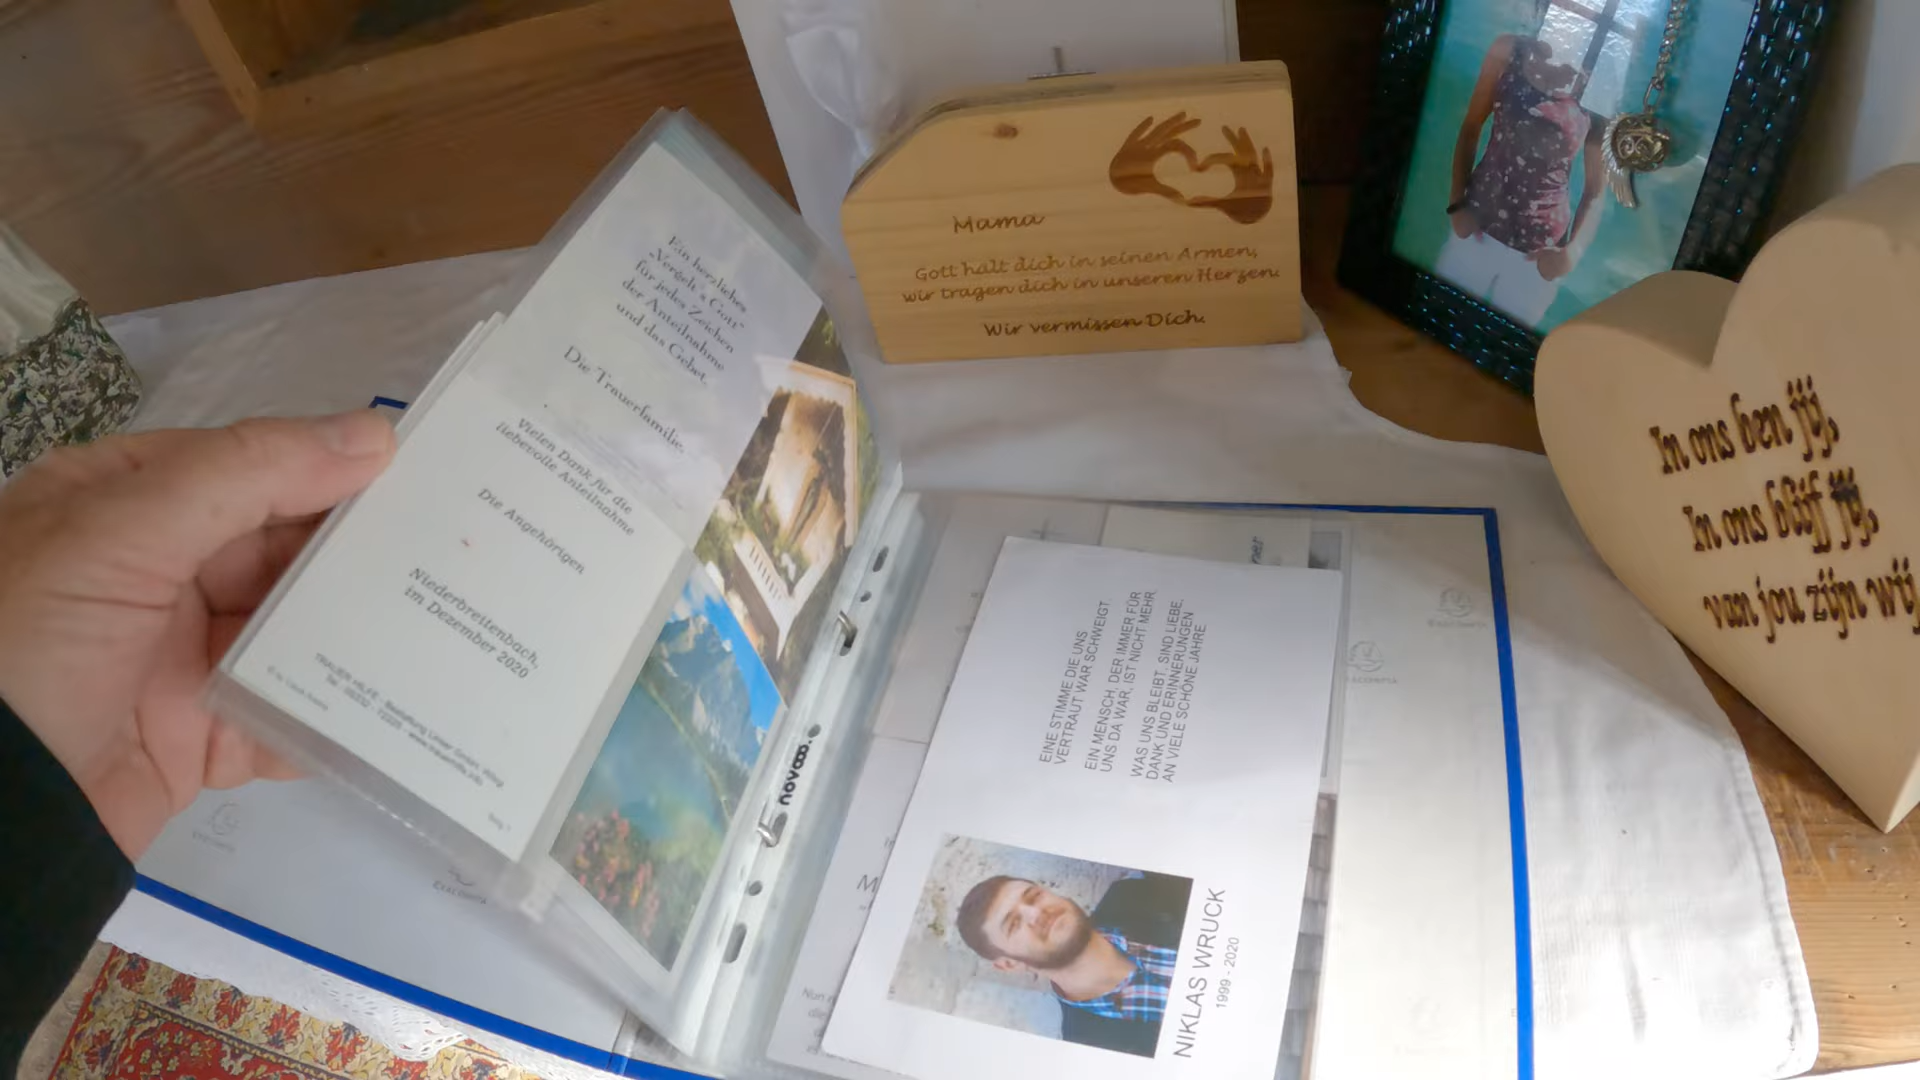 Mama
Gott hält dich in seinen Armen,
wir tragen dich in unseren Herzen.
Wir vermissen Dich.
In ons ben jij,
In ons blijf jij,
van jou zijn wij
Ein herzliches
„Vergelt's Gott"
für jedes Zeichen
der Anteilnahme
und das Gebet.
Die Trauerfamilie.
Vielen Dank für die
liebevolle Anteilnahme
Die Angehörigen
Niederbreitenbach,
im Dezember 2020
TRAUERHILFE
EINE STIMME DIE UNS
VERTRAUT WAR SCHWEIGT.
EIN MENSCH, DER IMMER FÜR
UNS DA WAR, IST NICHT MEHR.
WAS UNS BLEIBT, SIND LIEBE,
DANK UND ERINNERUNGEN
AN VIELE SCHÖNE JAHRE.
NIKLAS WRUCK
1999 - 2020
EXACOMPTA
EXACOMPTA
EXACOMPTA